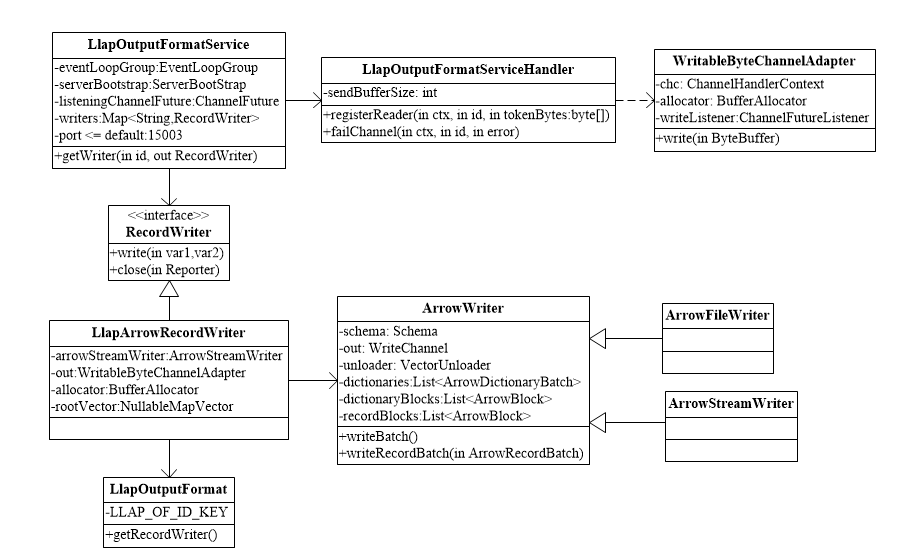 LlapOutputFormatService
-eventLoopGroup:EventLoopGroup
-serverBootstrap:ServerBootStrap
-listeningChannelFuture:ChannelFuture
-writers:Map<String,RecordWriter>
-port <= default:15003
+getWriter(in id, out RecordWriter)
LlapOutputFormatServiceHandler
-sendBufferSize: int
+registerReader(in ctx, in id, in tokenBytes:byte[])
+failChannel(in ctx, in id, in error)
WritableByteChannelAdapter
-chc: ChannelHandlerContext
-allocator: BufferAllocator
-writeListener:ChannelFutureListener
+write(in ByteBuffer)
<<interface>>
RecordWriter
+write(in var1,var2)
+close(in Reporter)
LlapArrowRecordWriter
-arrowStreamWriter:ArrowStreamWriter
-out:WritableByteChannelAdapter
-allocator:BufferAllocator
-rootVector:NullableMapVector
ArrowWriter
-schema: Schema
-out: WriteChannel
-unloader: VectorUnloader
-dictionaries:List<ArrowDictionaryBatch>
-dictionaryBlocks:List<ArrowBlock>
-recordBlocks:List<ArrowBlock>
+writeBatch()
+writeRecordBatch(in ArrowRecordBatch)
ArrowFileWriter
ArrowStreamWriter
LlapOutputFormat
-LLAP_OF_ID_KEY
+getRecordWriter()